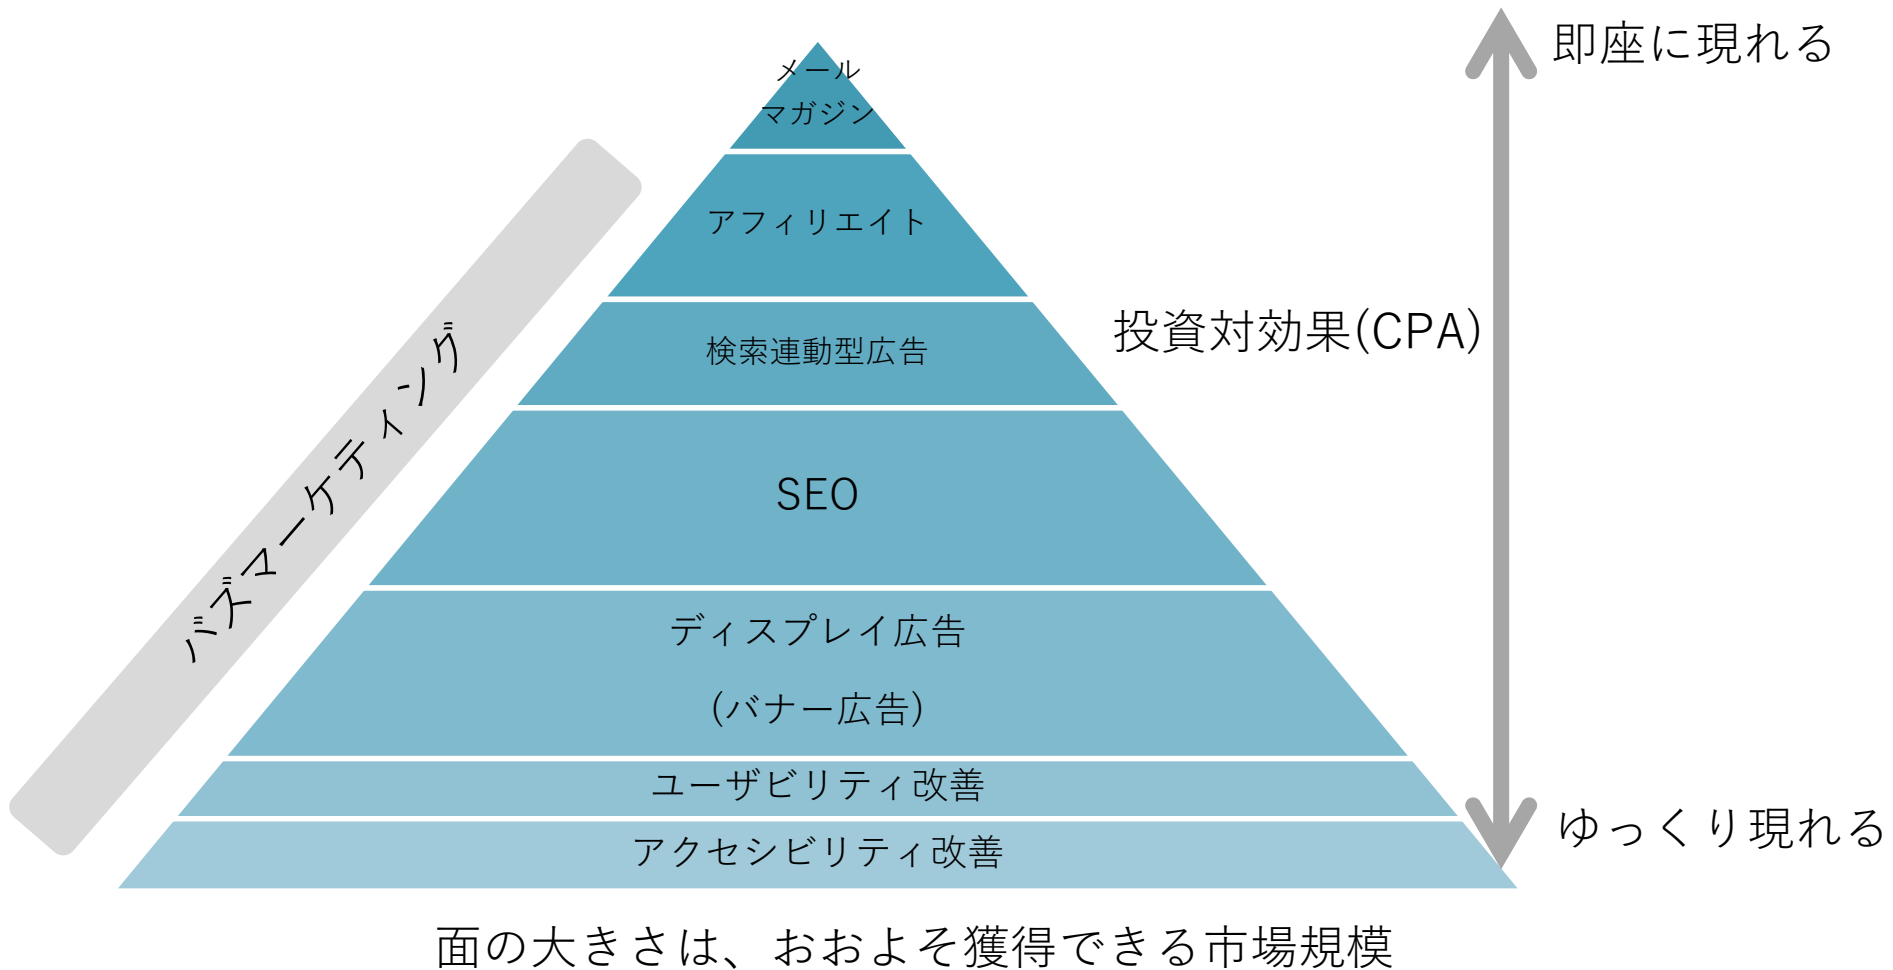 即座に現れる
メール
マガジン
アフィリエイト
投資対効果(CPA)
検索連動型広告
バズマーケティング
SEO
ディスプレイ広告
(バナー広告)
ユーザビリティ改善
ゆっくり現れる
アクセシビリティ改善
面の大きさは、おおよそ獲得できる市場規模